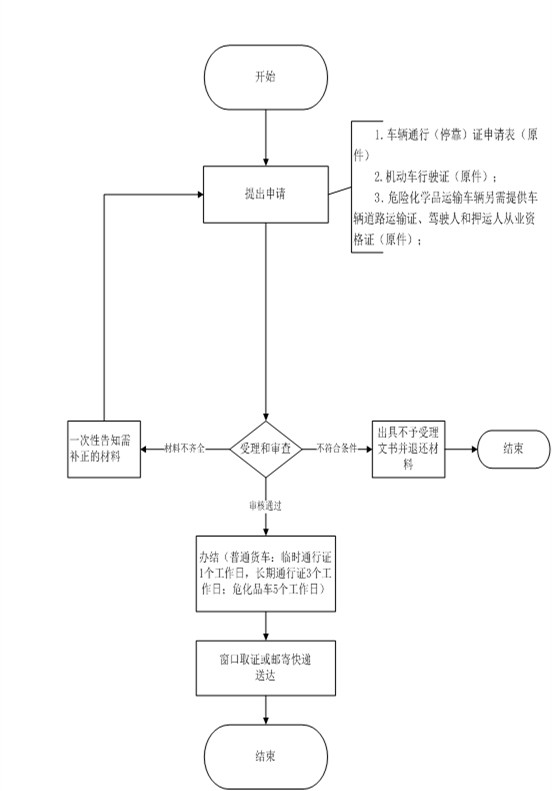 开始
1.车辆通行（停靠）证申请表（原
件）
2.机动车行驶证（原件）;
3.危险化学品运输车辆另需提供车
辆道路运输证、驾驶人和押运人从业资
格证（原件）;
提出申请
一次性告知需
补正的材料
材料不齐全
受理和审查
不符合条件
出具不予受理
文书并退还材
料
结束
审核通过
办结（普通货车：临时通行证
1个工作日，长期通行证3个工
作日；危化品车5个工作日）
窗口取证或邮寄快递
送达
结束